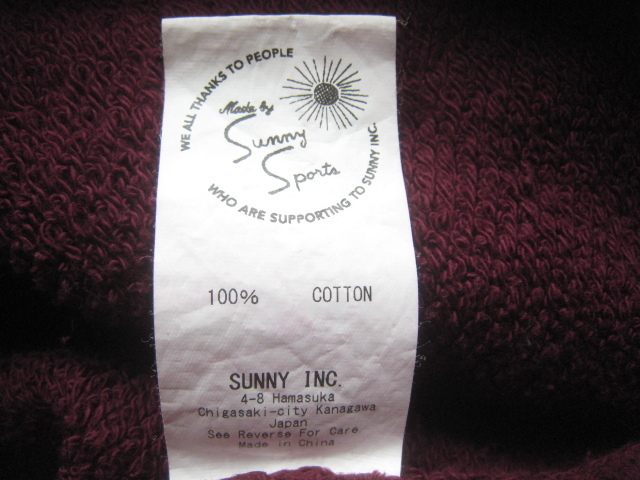 WE ALL THANKS TO PEOPLE
Made by
Sunny
Sports
WHO ARE SUPPORTING TO SUNNY INC.
100% COTTON
SUNNY INC.
4-8 Hamasuka
Chigasaki-city Kanagawa
Japan
See Reverse For Care
Made in China